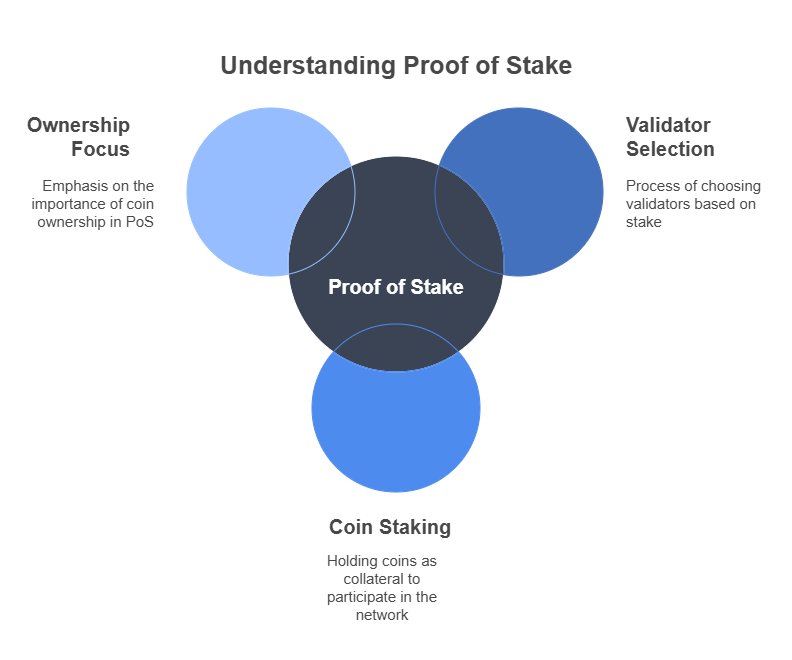 Understanding Proof of Stake
Ownership
Focus
Emphasis on the
importance of coin
ownership in PoS
Validator
Selection
Process of choosing
validators based on
stake
Proof of Stake
Coin Staking
Holding coins as
collateral to
participate in the
network